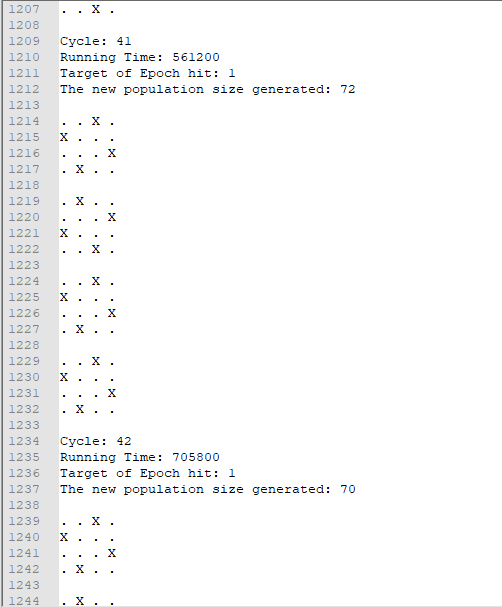 1207 . . X .
1208
1209 Cycle: 41
1210 Running Time: 561200
1211 Target of Epoch hit: 1
1212 The new population size generated: 72
1213
1214 . . X .
1215 X . . .
1216 . . . X
1217 . X . .
1218
1219 . X . .
1220 . . . X
1221 X . . .
1222 . . X .
1223
1224 . . X .
1225 X . . .
1226 . . . X
1227 . X . .
1228
1229 . . X .
1230 X . . .
1231 . . . X
1232 . X . .
1233
1234 Cycle: 42
1235 Running Time: 705800
1236 Target of Epoch hit: 1
1237 The new population size generated: 70
1238
1239 . . X .
1240 X . . .
1241 . . . X
1242 . X . .
1243
1244 . X . .